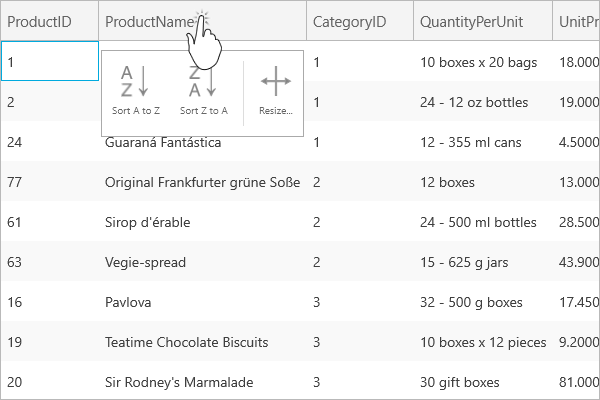 ProductID ProductName CategoryID QuantityPerUnit UnitPr
1 1 10 boxes x 20 bags 18.000
A Z Z A
Sort A to Z Sort Z to A Resize...
2 1 24 - 12 oz bottles 19.000
24 Guaraná Fantástica 1 12 - 355 ml cans 4.5000
77 Original Frankfurter grüne Soße 2 12 boxes 13.000
61 Sirop d'érable 2 24 - 500 ml bottles 28.500
63 Vegie-spread 2 15 - 625 g jars 43.900
16 Pavlova 3 32 - 500 g boxes 17.450
19 Teatime Chocolate Biscuits 3 10 boxes x 12 pieces 9.2000
20 Sir Rodney's Marmalade 3 30 gift boxes 81.000